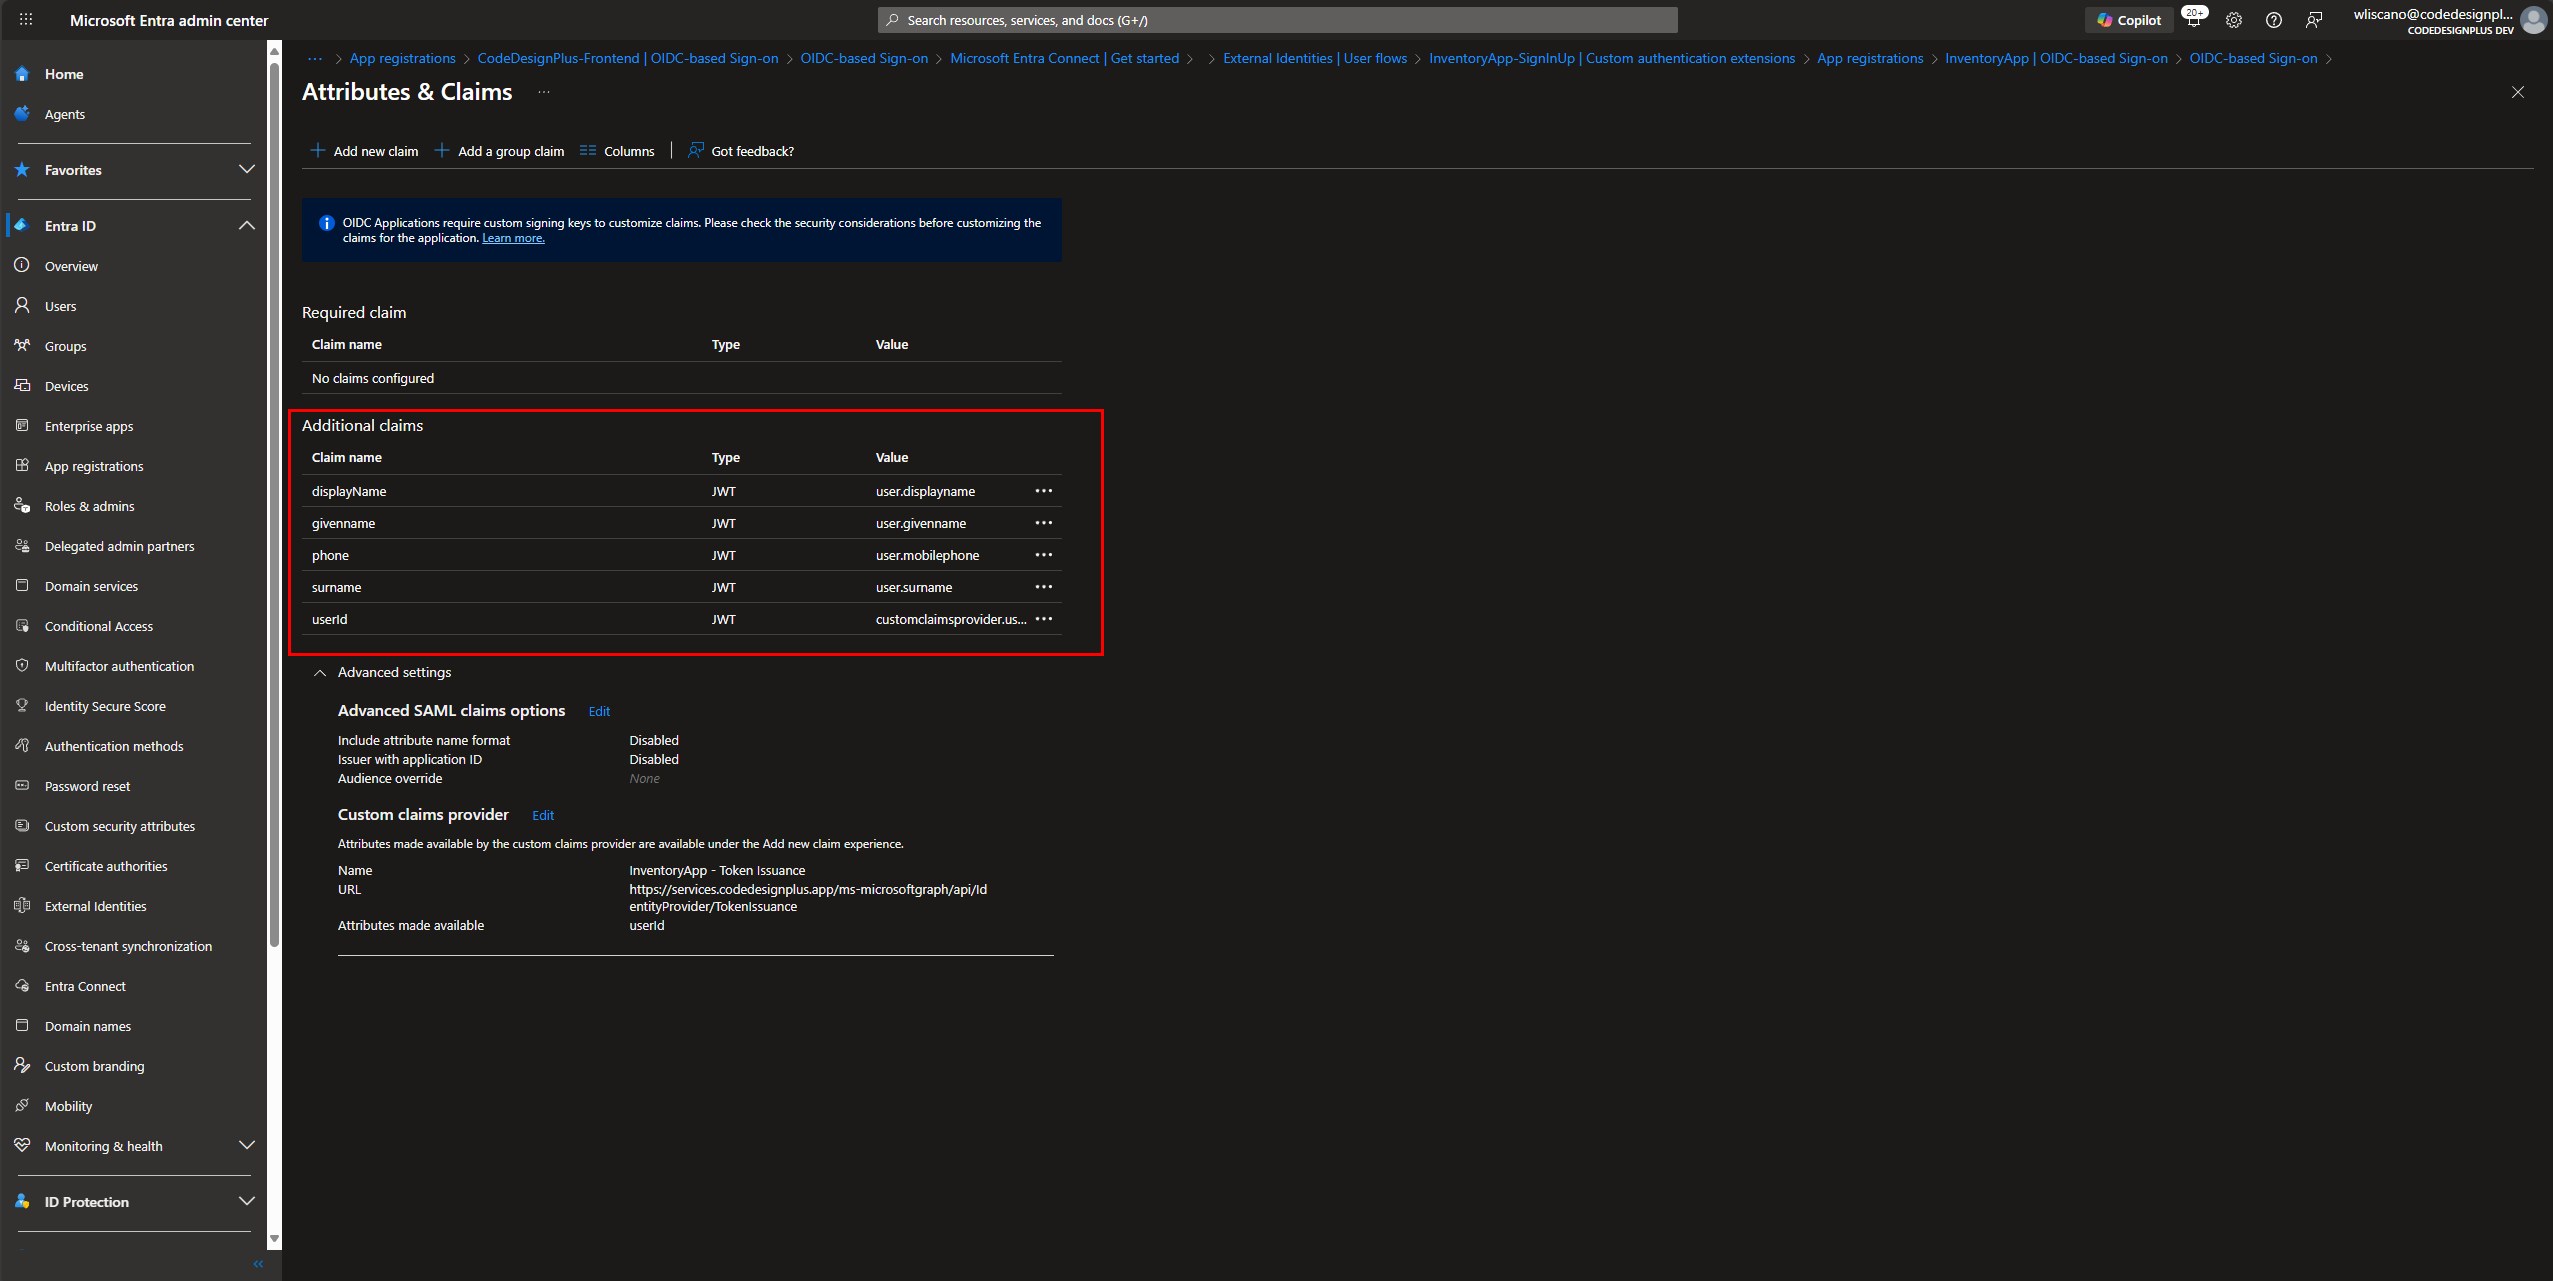 Microsoft Entra admin center
Search resources, services, and docs (G+/)
Copilot
20+
wliscano@codedesignpl...
CODEDESIGNPLUS DEV
Home
Agents
Favorites
Entra ID
Overview
Users
Groups
Devices
Enterprise apps
App registrations
Roles & admins
Delegated admin partners
Domain services
Conditional Access
Multifactor authentication
Identity Secure Score
Authentication methods
Password reset
Custom security attributes
Certificate authorities
External Identities
Cross-tenant synchronization
Entra Connect
Domain names
Custom branding
Mobility
Monitoring & health
ID Protection
... > App registrations > CodeDesignPlus-Frontend | OIDC-based Sign-on > OIDC-based Sign-on > Microsoft Entra Connect | Get started > > External Identities | User flows > InventoryApp-SignInUp | Custom authentication extensions > App registrations > InventoryApp | OIDC-based Sign-on > OIDC-based Sign-on >
Attributes & Claims ...
Add new claim Add a group claim Columns | Got feedback?
OIDC Applications require custom signing keys to customize claims. Please check the security considerations before customizing the
claims for the application. Learn more.
Required claim
Claim name Type Value
No claims configured
Additional claims
Claim name Type Value
displayName JWT user.displayname ...
givenname JWT user.givenname ...
phone JWT user.mobilephone ...
surname JWT user.surname ...
userId JWT customclaimsprovider.us... ...
Advanced settings
Advanced SAML claims options Edit
Include attribute name format Disabled
Issuer with application ID Disabled
Audience override None
Custom claims provider Edit
Attributes made available by the custom claims provider are available under the Add new claim experience.
Name InventoryApp - Token Issuance
URL https://services.codedesignplus.app/ms-microsoftgraph/api/Id
entityProvider/TokenIssuance
Attributes made available userId